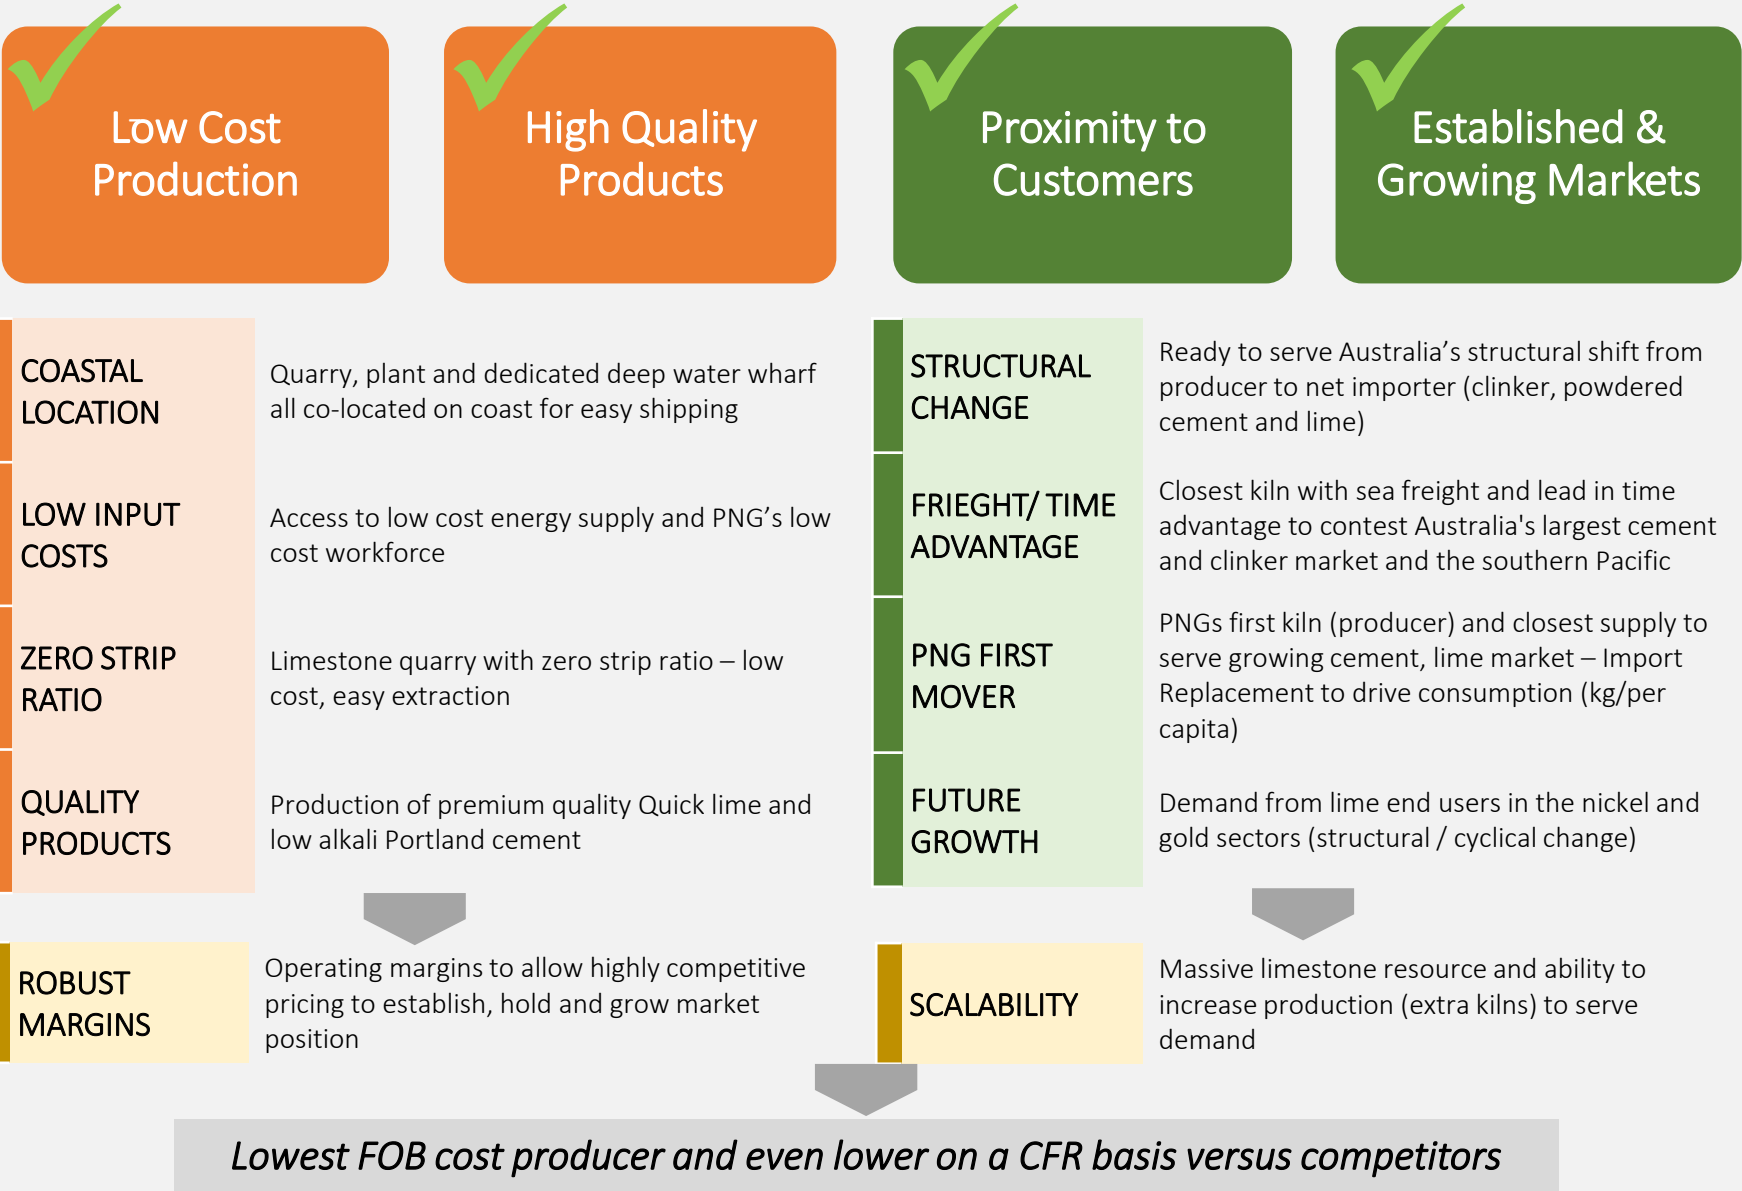 Low Cost
Production
High Quality
Products
Proximity to
Customers
Established &
Growing Markets
COASTAL
LOCATION
Quarry, plant and dedicated deep water wharf
all co-located on coast for easy shipping
LOW INPUT
COSTS
Access to low cost energy supply and PNG’s low
cost workforce
ZERO STRIP
RATIO
Limestone quarry with zero strip ratio – low
cost, easy extraction
QUALITY
PRODUCTS
Production of premium quality Quick lime and
low alkali Portland cement
ROBUST
MARGINS
Operating margins to allow highly competitive
pricing to establish, hold and grow market
position
STRUCTURAL
CHANGE
Ready to serve Australia’s structural shift from
producer to net importer (clinker, powdered
cement and lime)
FRIEGHT/ TIME
ADVANTAGE
Closest kiln with sea freight and lead in time
advantage to contest Australia's largest cement
and clinker market and the southern Pacific
PNG FIRST
MOVER
PNGs first kiln (producer) and closest supply to
serve growing cement, lime market – Import
Replacement to drive consumption (kg/per
capita)
FUTURE
GROWTH
Demand from lime end users in the nickel and
gold sectors (structural / cyclical change)
SCALABILITY
Massive limestone resource and ability to
increase production (extra kilns) to serve
demand
Lowest FOB cost producer and even lower on a CFR basis versus competitors